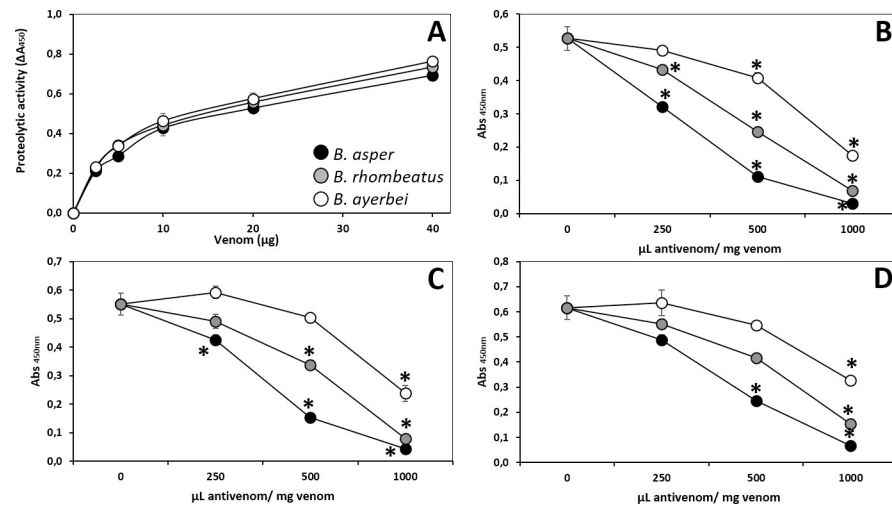 A
Proteolytic activity (ΔA450)
1,0
0,8
0,6
0,4
0,2
0,0
0 10 20 30 40
Venom (µg)
B. asper
B. rhombeatus
B. ayerbei
B
Abs 450nm
0,6
0,5
0,4
0,3
0,2
0,1
0,0
* * * * * * * *
0 250 500 1000
µL antivenom/ mg venom
C
Abs 450nm
0,7
0,6
0,5
0,4
0,3
0,2
0,1
0,0
* * * * * *
0 250 500 1000
µL antivenom/ mg venom
D
Abs 450nm
0,8
0,7
0,6
0,5
0,4
0,3
0,2
0,1
0,0
* * * *
0 250 500 1000
µL antivenom/ mg venom